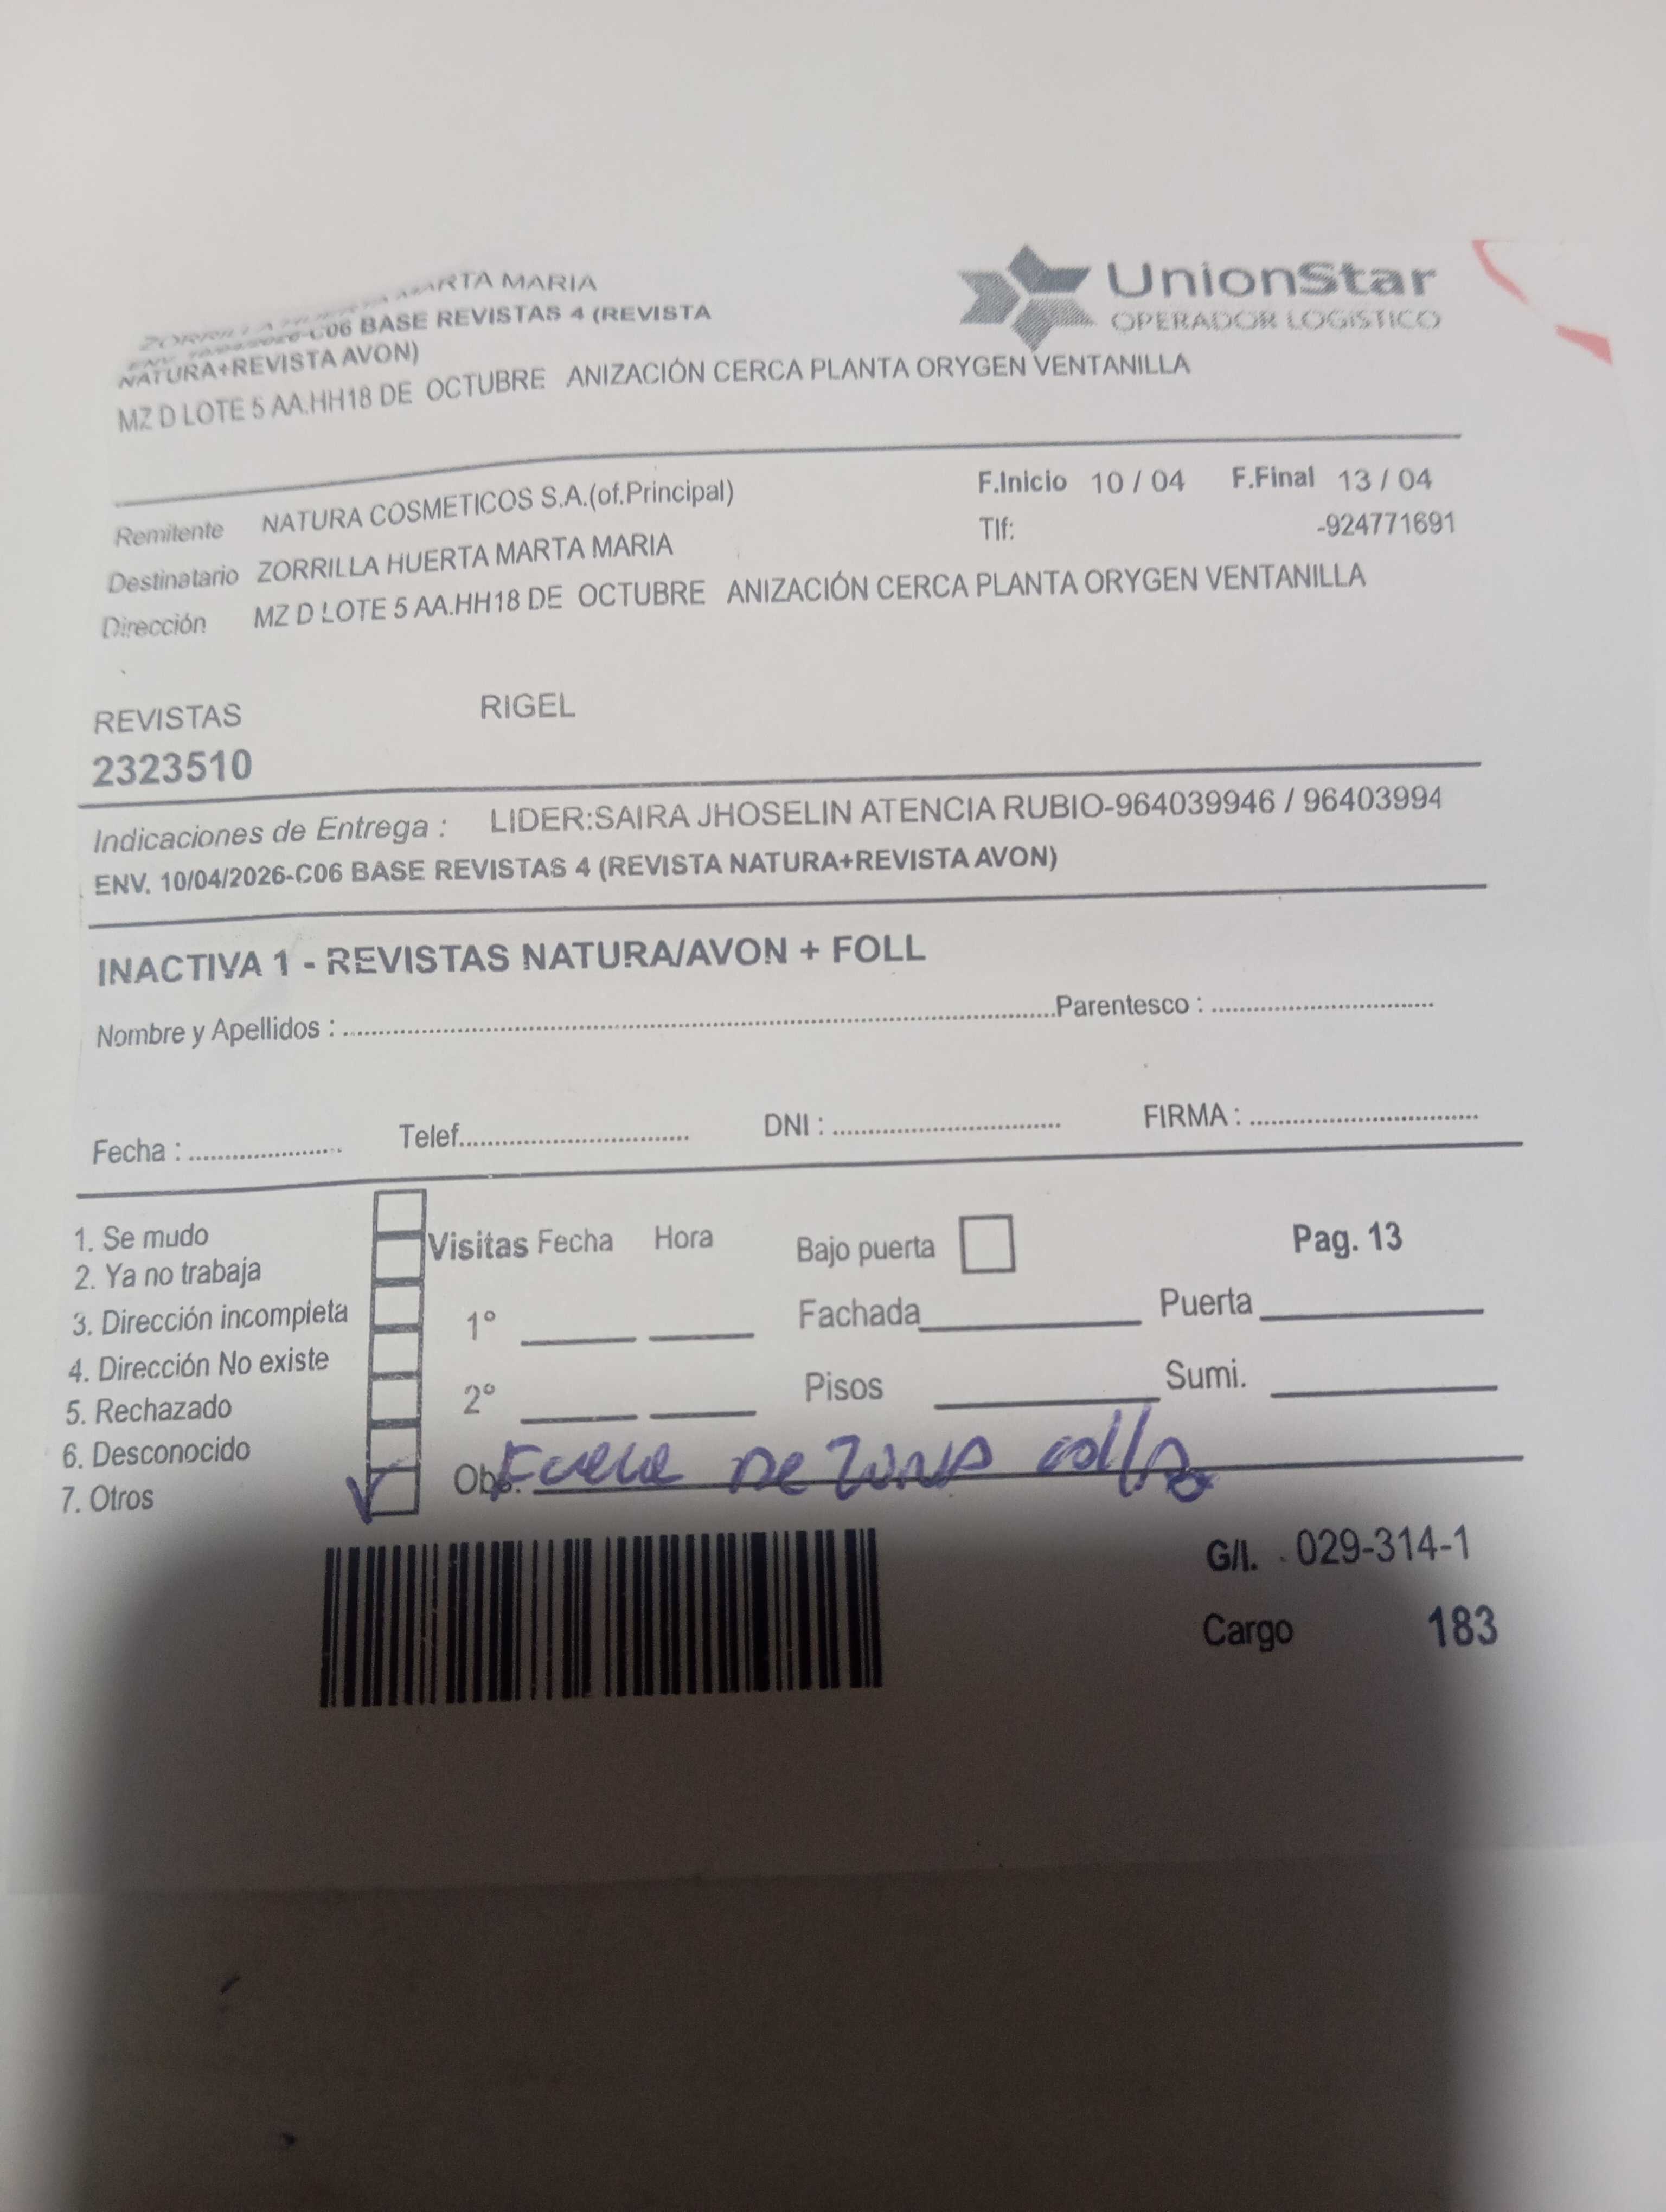 ZORRILLA HUERTA MARTA MARIA
UnionStar
OPERADOR LOGÍSTICO
ENV. 10/04/2026-C06 BASE REVISTAS 4 (REVISTA
NATURA+REVISTA AVON)
MZ D LOTE 5 AA.HH18 DE OCTUBRE ANIZACIÓN CERCA PLANTA ORYGEN VENTANILLA
Remitente NATURA COSMETICOS S.A.(of.Principal) F.Inicio 10 / 04 F.Final 13 / 04
Destinatario ZORRILLA HUERTA MARTA MARIA Tlf: -924771691
Dirección MZ D LOTE 5 AA.HH18 DE OCTUBRE ANIZACIÓN CERCA PLANTA ORYGEN VENTANILLA
REVISTAS RIGEL
2323510
Indicaciones de Entrega : LIDER:SAIRA JHOSELIN ATENCIA RUBIO-964039946 / 96403994
ENV. 10/04/2026-C06 BASE REVISTAS 4 (REVISTA NATURA+REVISTA AVON)
INACTIVA 1 - REVISTAS NATURA/AVON + FOLL
Nombre y Apellidos : Parentesco :
Fecha : Telef. DNI : FIRMA :
1. Se mudo
2. Ya no trabaja
3. Dirección incompleta
4. Dirección No existe
5. Rechazado
6. Desconocido
7. Otros
Visitas Fecha Hora
1°
2°
Bajo puerta Pag. 13
Fachada Puerta
Pisos Sumi.
Obs. DE ZONA
G/I. 029-314-1
Cargo 183